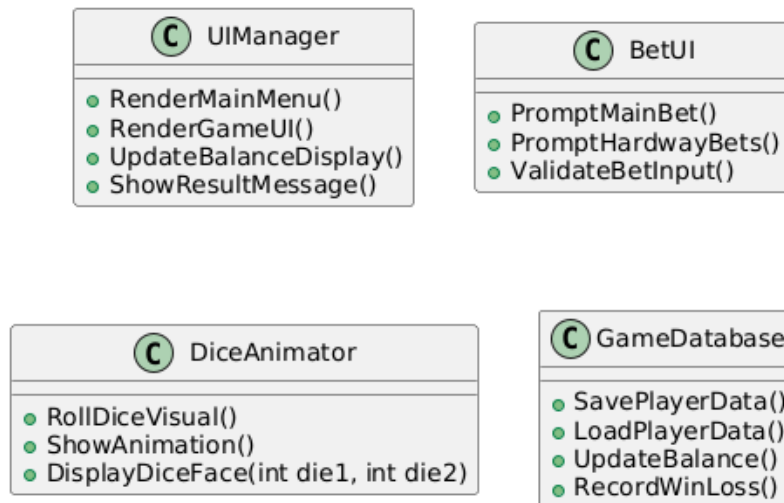 C UIManager
RenderMainMenu()
RenderGameUI()
UpdateBalanceDisplay()
ShowResultMessage()
C BetUI
PromptMainBet()
PromptHardwayBets()
ValidateBetInput()
C DiceAnimator
RollDiceVisual()
ShowAnimation()
DisplayDiceFace(int die1, int die2)
C GameDatabase
SavePlayerData()
LoadPlayerData()
UpdateBalance()
RecordWinLoss()